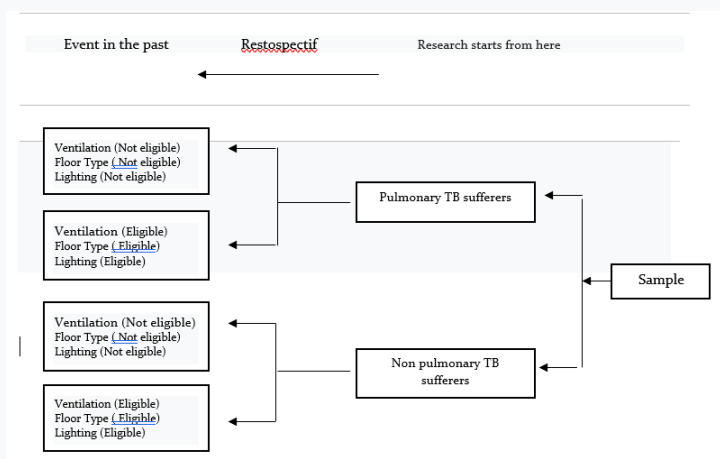 Event in the past
Restospectif
Research starts from here
Ventilation (Not eligible)
Floor Type ( Not eligible)
Lighting (Not eligible)
Pulmonary TB sufferers
Ventilation (Eligible)
Floor Type ( Eligible)
Lighting (Eligible)
Sample
Ventilation (Not eligible)
Floor Type ( Not eligible)
Lighting (Not eligible)
Non pulmonary TB
sufferers
Ventilation (Eligible)
Floor Type ( Eligible)
Lighting (Eligible)